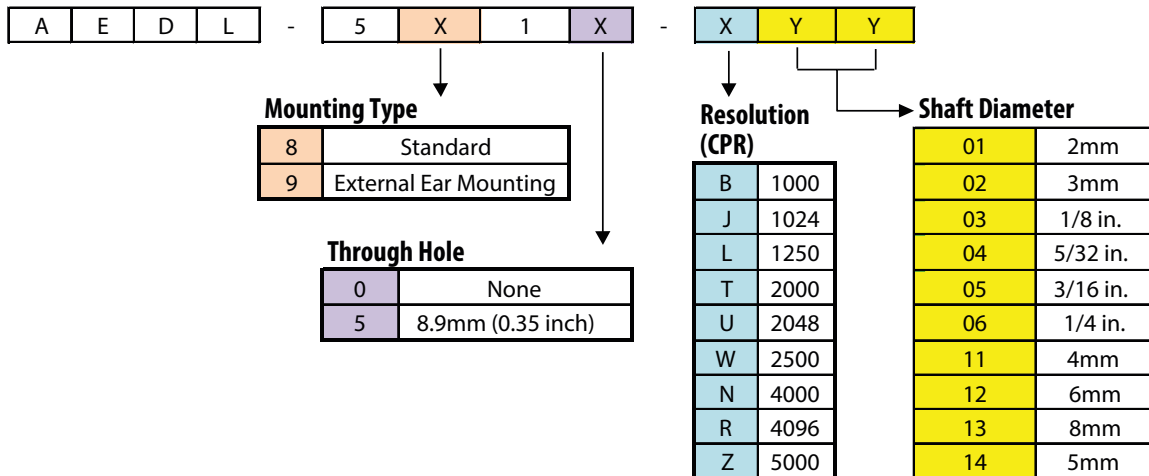 A E D L - 5 X 1 X - X Y Y
Mounting Type
8 Standard
9 External Ear Mounting
Through Hole
0 None
5 8.9mm (0.35 inch)
Resolution
(CPR)
B 1000
J 1024
L 1250
T 2000
U 2048
W 2500
N 4000
R 4096
Z 5000
Shaft Diameter
01 2mm
02 3mm
03 1/8 in.
04 5/32 in.
05 3/16 in.
06 1/4 in.
11 4mm
12 6mm
13 8mm
14 5mm